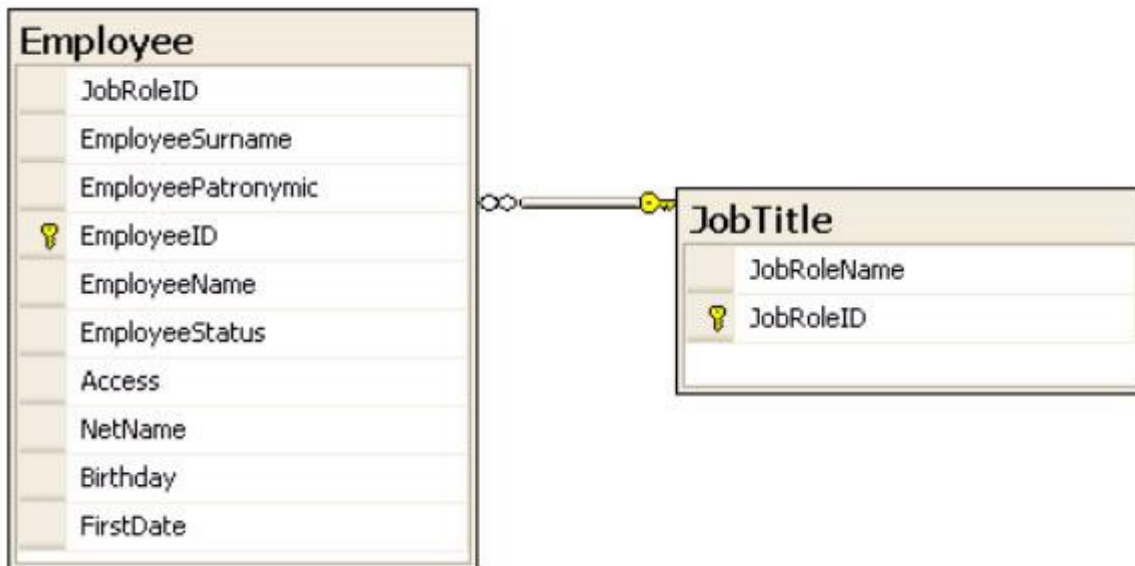 Employee
JobRoleID
EmployeeSurname
EmployeePatronymic
EmployeeID
EmployeeName
EmployeeStatus
Access
NetName
Birthday
FirstDate
JobTitle
JobRoleName
JobRoleID